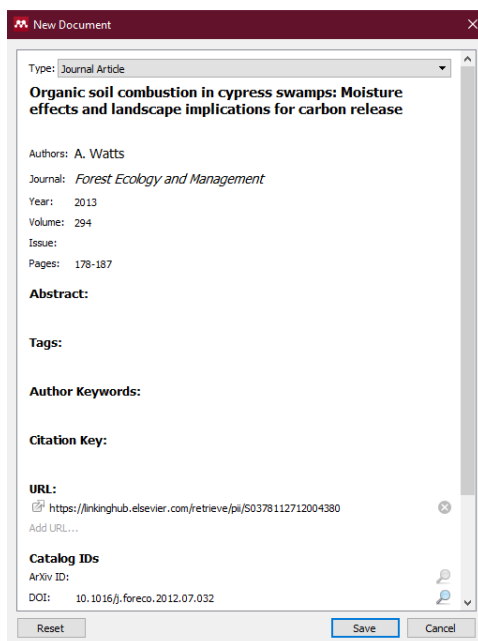 New Document
Type: Journal Article
Organic soil combustion in cypress swamps: Moisture
effects and landscape implications for carbon release
Authors: A. Watts
Journal: Forest Ecology and Management
Year: 2013
Volume: 294
Issue:
Pages: 178-187
Abstract:
Tags:
Author Keywords:
Citation Key:
URL:
https://linkinghub.elsevier.com/retrieve/pii/S0378112712004380
Add URL...
Catalog IDs
ArXiv ID:
DOI: 10.1016/j.foreco.2012.07.032
Reset Save Cancel